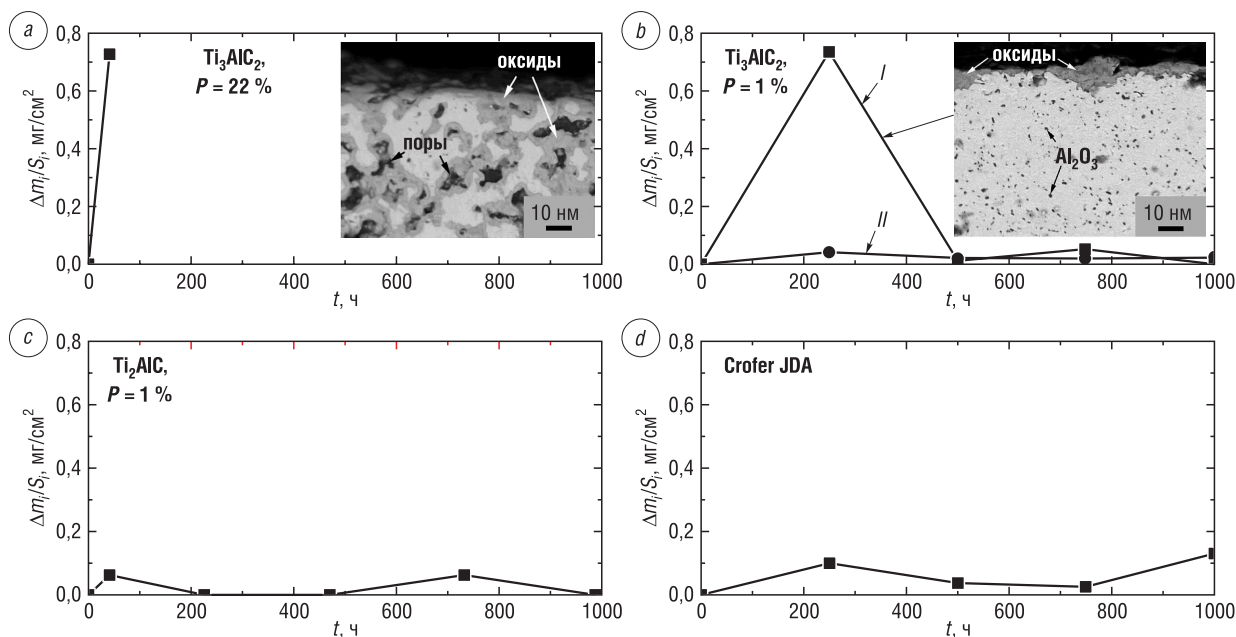 a
0,8
Ti₃AlC₂,
P = 22 %
оксиды
поры
10 нм
Δmᵢ/Sᵢ, мг/см²
0,6
0,4
0,2
0,0
0 200 400 600 800 1000
t, ч
b
0,8
Ti₃AlC₂,
P = 1 %
I
II
оксиды
Al₂O₃
10 нм
Δmᵢ/Sᵢ, мг/см²
0,6
0,4
0,2
0,0
0 200 400 600 800 1000
t, ч
c
0,8
Ti₂AlC,
P = 1 %
Δmᵢ/Sᵢ, мг/см²
0,6
0,4
0,2
0,0
0 200 400 600 800 1000
t, ч
d
0,8
Crofer JDA
Δmᵢ/Sᵢ, мг/см²
0,6
0,4
0,2
0,0
0 200 400 600 800 1000
t, ч